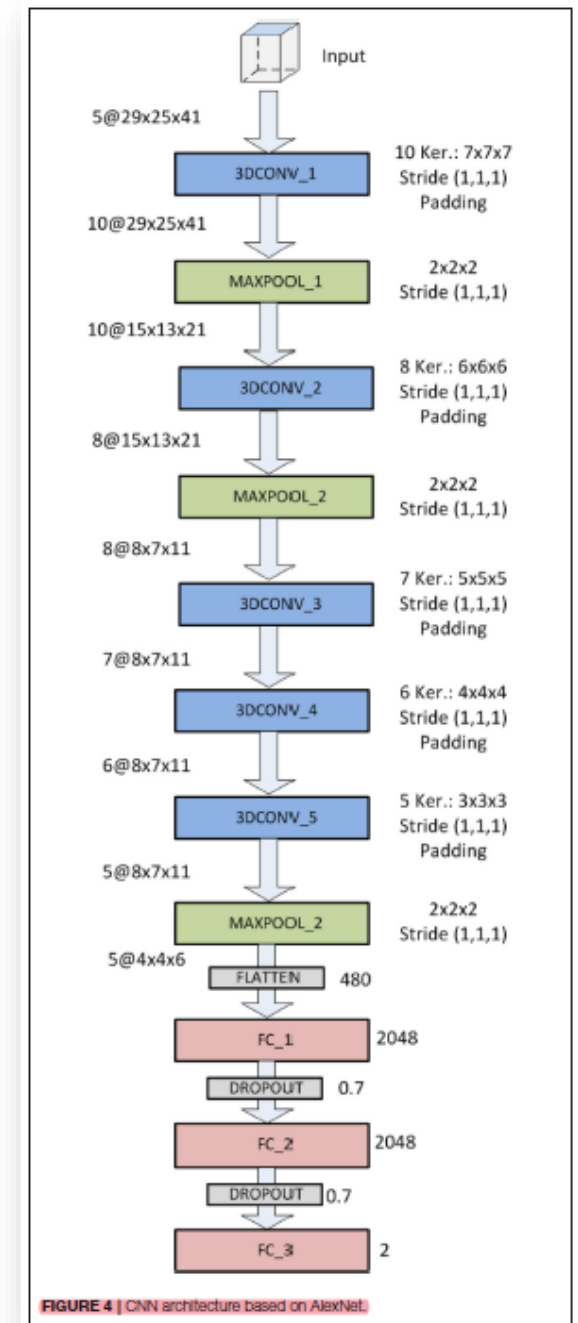 Input
5@29x25x41
3DCONV_1
10 Ker.: 7x7x7
Stride (1,1,1)
Padding
10@29x25x41
MAXPOOL_1
2x2x2
Stride (1,1,1)
10@15x13x21
3DCONV_2
8 Ker.: 6x6x6
Stride (1,1,1)
Padding
8@15x13x21
MAXPOOL_2
2x2x2
Stride (1,1,1)
8@8x7x11
3DCONV_3
7 Ker.: 5x5x5
Stride (1,1,1)
Padding
7@8x7x11
3DCONV_4
6 Ker.: 4x4x4
Stride (1,1,1)
Padding
6@8x7x11
3DCONV_5
5 Ker.: 3x3x3
Stride (1,1,1)
Padding
5@8x7x11
MAXPOOL_2
2x2x2
Stride (1,1,1)
5@4x4x6
FLATTEN 480
FC_1 2048
DROPOUT 0.7
FC_2 2048
DROPOUT 0.7
FC_3 2
FIGURE 4 | CNN architecture based on AlexNet.